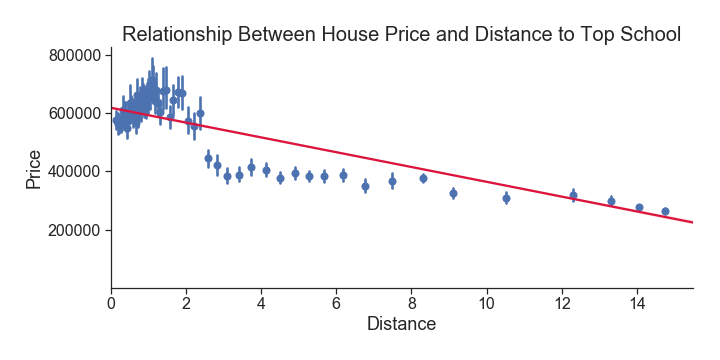 Relationship Between House Price and Distance to Top School
800000
600000
400000
200000
Price
0 2 4 6 8 10 12 14
Distance